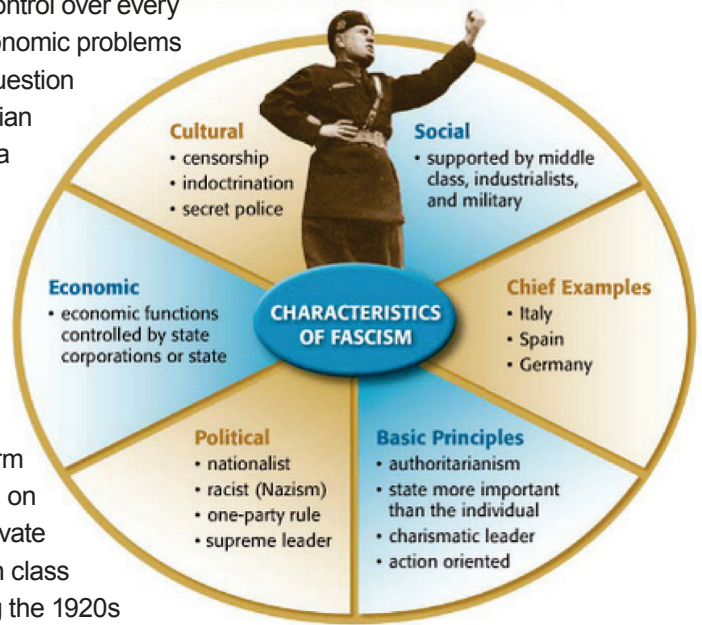 ontrol over every
onomic problems
uestion
ian
a
Cultural
• censorship
• indoctrination
• secret police
Social
• supported by middle
class, industrialists,
and military
Economic
• economic functions
controlled by state
corporations or state
CHARACTERISTICS
OF FASCISM
Chief Examples
• Italy
• Spain
• Germany
Political
• nationalist
• racist (Nazism)
• one-party rule
• supreme leader
Basic Principles
• authoritarianism
• state more important
than the individual
• charismatic leader
• action oriented
rm
on
vate
n class
g the 1920s